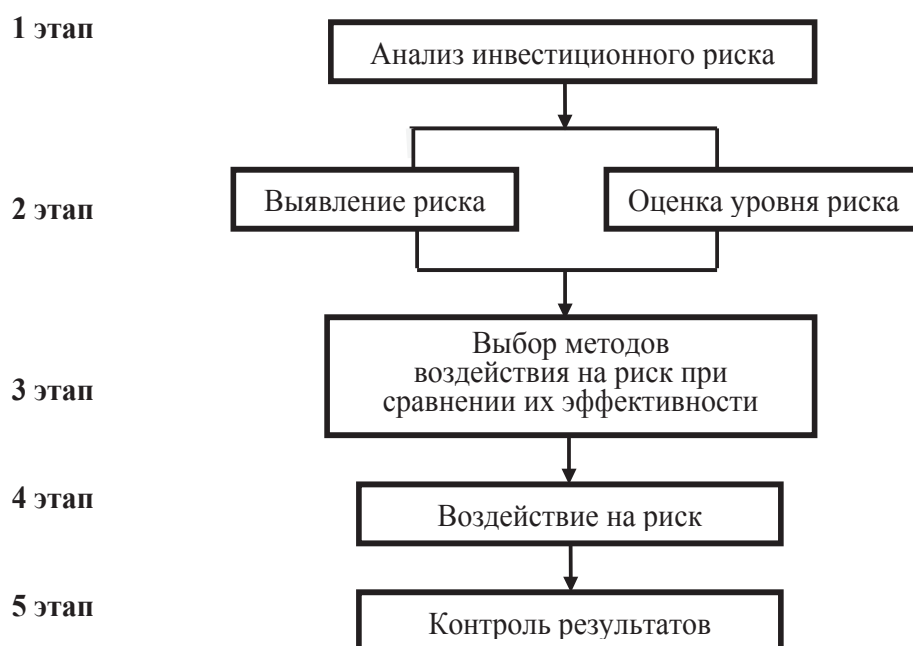 1 этап
Анализ инвестиционного риска
2 этап
Выявление риска
Оценка уровня риска
3 этап
Выбор методов
воздействия на риск при
сравнении их эффективности
4 этап
Воздействие на риск
5 этап
Контроль результатов